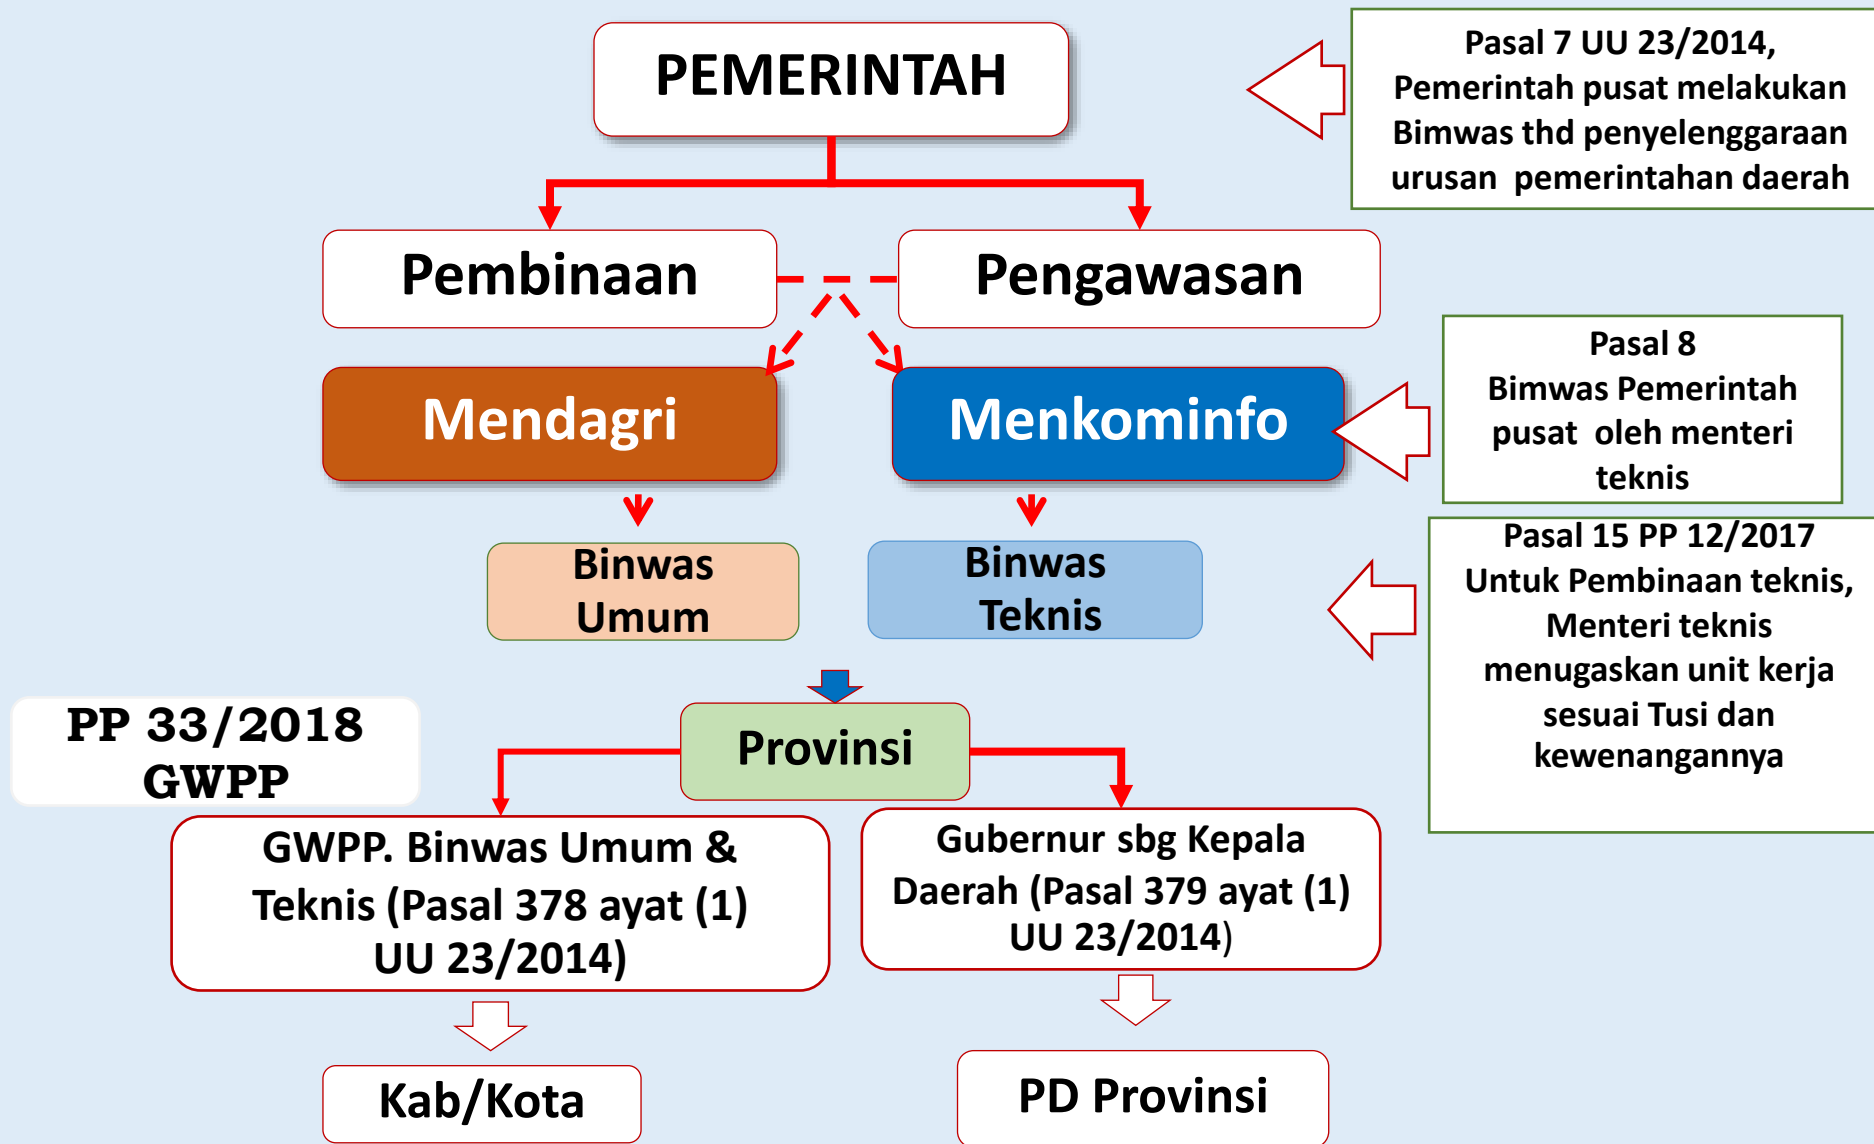 PEMERINTAH
Pasal 7 UU 23/2014,
Pemerintah pusat melakukan
Bimwas thd penyelenggaraan
urusan pemerintahan daerah
Pembinaan
Pengawasan
Mendagri
Menkominfo
Pasal 8
Bimwas Pemerintah
pusat oleh menteri
teknis
Binwas
Umum
Binwas
Teknis
Pasal 15 PP 12/2017
Untuk Pembinaan teknis,
Menteri teknis
menugaskan unit kerja
sesuai Tusi dan
kewenangannya
PP 33/2018
GWPP
Provinsi
GWPP. Binwas Umum &
Teknis (Pasal 378 ayat (1)
UU 23/2014)
Gubernur sbg Kepala
Daerah (Pasal 379 ayat (1)
UU 23/2014)
Kab/Kota
PD Provinsi